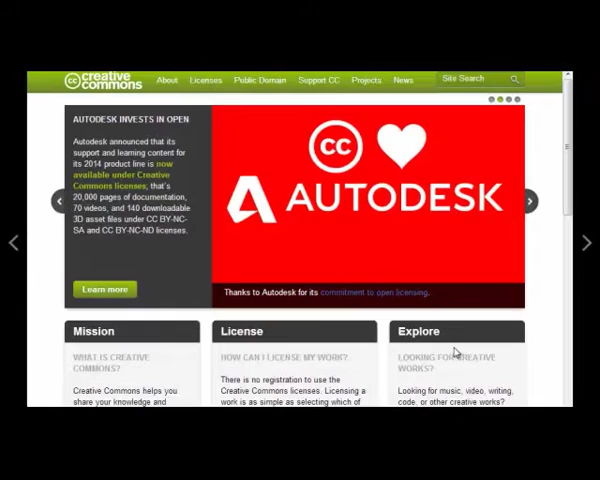 creative commons
About Licenses Public Domain Support CC Projects News Site Search
AUTODESK INVESTS IN OPEN
Autodesk announced that its
support and learning content for
its 2014 product line is now
available under Creative
Commons licenses; that's
20,000 pages of documentation,
70 videos, and 140 downloadable
3D asset files under CC BY-NC-
SA and CC BY-NC-ND licenses.
Learn more
cc
AUTODESK
Thanks to Autodesk for its commitment to open licensing.
Mission
WHAT IS CREATIVE
COMMONS?
Creative Commons helps you
share your knowledge and
License
HOW CAN I LICENSE MY WORK?
There is no registration to use the
Creative Commons licenses. Licensing a
work is as simple as selecting which of
Explore
LOOKING FOR CREATIVE
WORKS?
Looking for music, video, writing,
code, or other creative works?